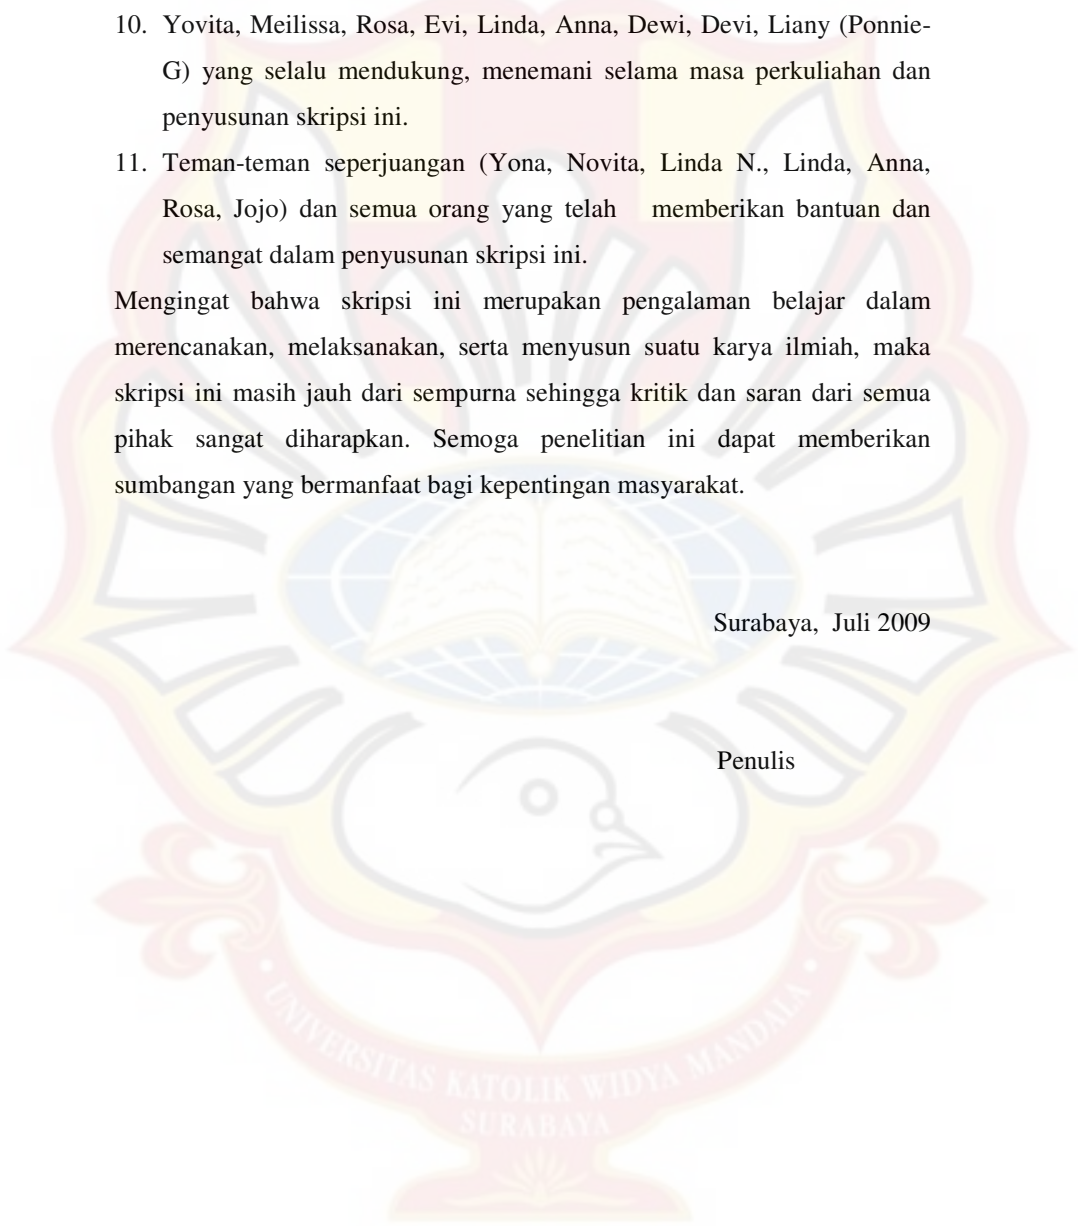 10. Yovita, Meilissa, Rosa, Evi, Linda, Anna, Dewi, Devi, Liany (Ponnie-
G) yang selalu mendukung, menemani selama masa perkuliahan dan
penyusunan skripsi ini.
11. Teman-teman seperjuangan (Yona, Novita, Linda N., Linda, Anna,
Rosa, Jojo) dan semua orang yang telah memberikan bantuan dan
semangat dalam penyusunan skripsi ini.
Mengingat bahwa skripsi ini merupakan pengalaman belajar dalam
merencanakan, melaksanakan, serta menyusun suatu karya ilmiah, maka
skripsi ini masih jauh dari sempurna sehingga kritik dan saran dari semua
pihak sangat diharapkan. Semoga penelitian ini dapat memberikan
sumbangan yang bermanfaat bagi kepentingan masyarakat.
Surabaya, Juli 2009
Penulis
UNIVERSITAS KATOLIK WIDYA MANDALA
SURABAYA